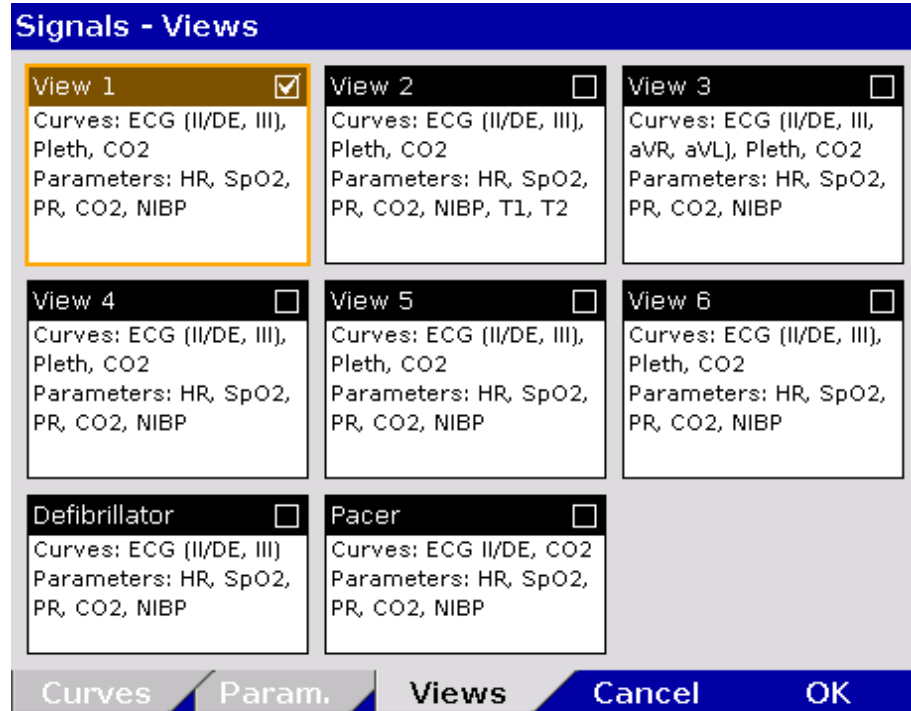 Signals - Views
View 1
Curves: ECG (II/DE, III),
Pleth, CO2
Parameters: HR, SpO2,
PR, CO2, NIBP
View 2
Curves: ECG (II/DE, III),
Pleth, CO2
Parameters: HR, SpO2,
PR, CO2, NIBP, T1, T2
View 3
Curves: ECG (II/DE, III,
aVR, aVL), Pleth, CO2
Parameters: HR, SpO2,
PR, CO2, NIBP
View 4
Curves: ECG (II/DE, III),
Pleth, CO2
Parameters: HR, SpO2,
PR, CO2, NIBP
View 5
Curves: ECG (II/DE, III),
Pleth, CO2
Parameters: HR, SpO2,
PR, CO2, NIBP
View 6
Curves: ECG (II/DE, III),
Pleth, CO2
Parameters: HR, SpO2,
PR, CO2, NIBP
Defibrillator
Curves: ECG (II/DE, III)
Parameters: HR, SpO2,
PR, CO2, NIBP
Pacer
Curves: ECG II/DE, CO2
Parameters: HR, SpO2,
PR, CO2, NIBP
Curves Param. Views Cancel OK